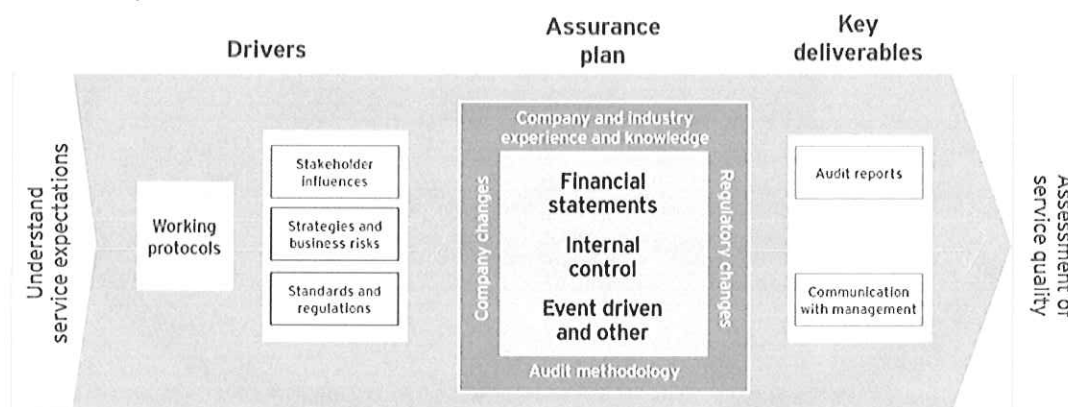 Drivers
Assurance
plan
Key
deliverables
Understand
service expectations
Working
protocols
Stakeholder
influences
Strategies and
business risks
Standards and
regulations
Company and industry
experience and knowledge
Company changes
Financial
statements
Internal
control
Event driven
and other
Regulatory changes
Audit methodology
Audit reports
Communication
with management
Assessment of
service quality